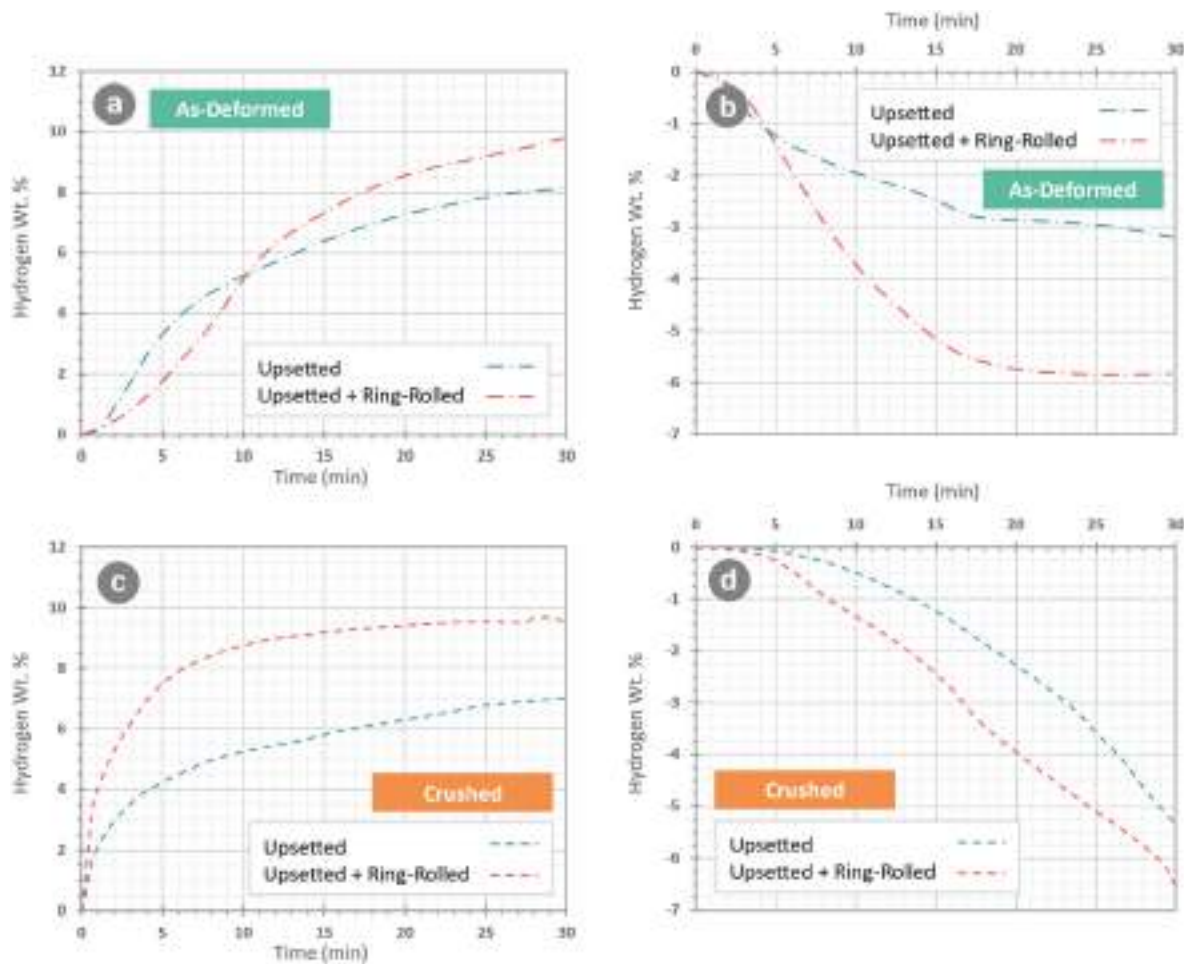 a
As-Deformed
12
10
8
6
4
2
0
Hydrogen Wt. %
Upsetted
Upsetted + Ring-Rolled
0 5 10 15 20 25 30
Time (min)
Time (min)
0 5 10 15 20 25 30
b
0
-1
-2
-3
-4
-5
-6
-7
Hydrogen Wt. %
Upsetted
Upsetted + Ring-Rolled
As-Deformed
c
12
10
8
6
4
2
0
Hydrogen Wt. %
Crushed
Upsetted
Upsetted + Ring-Rolled
0 5 10 15 20 25 30
Time (min)
Time (min)
0 5 10 15 20 25 30
d
0
-1
-2
-3
-4
-5
-6
-7
Hydrogen Wt. %
Crushed
Upsetted
Upsetted + Ring-Rolled